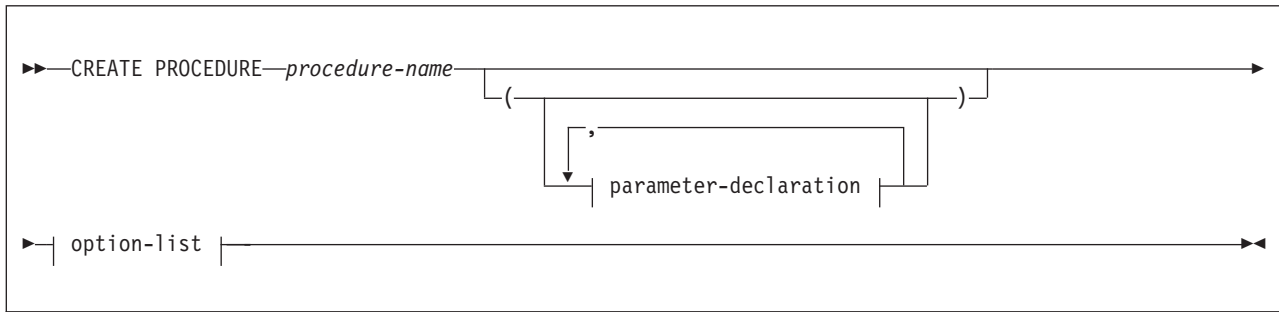 CREATE PROCEDURE procedure-name
( )
,
parameter-declaration
option-list